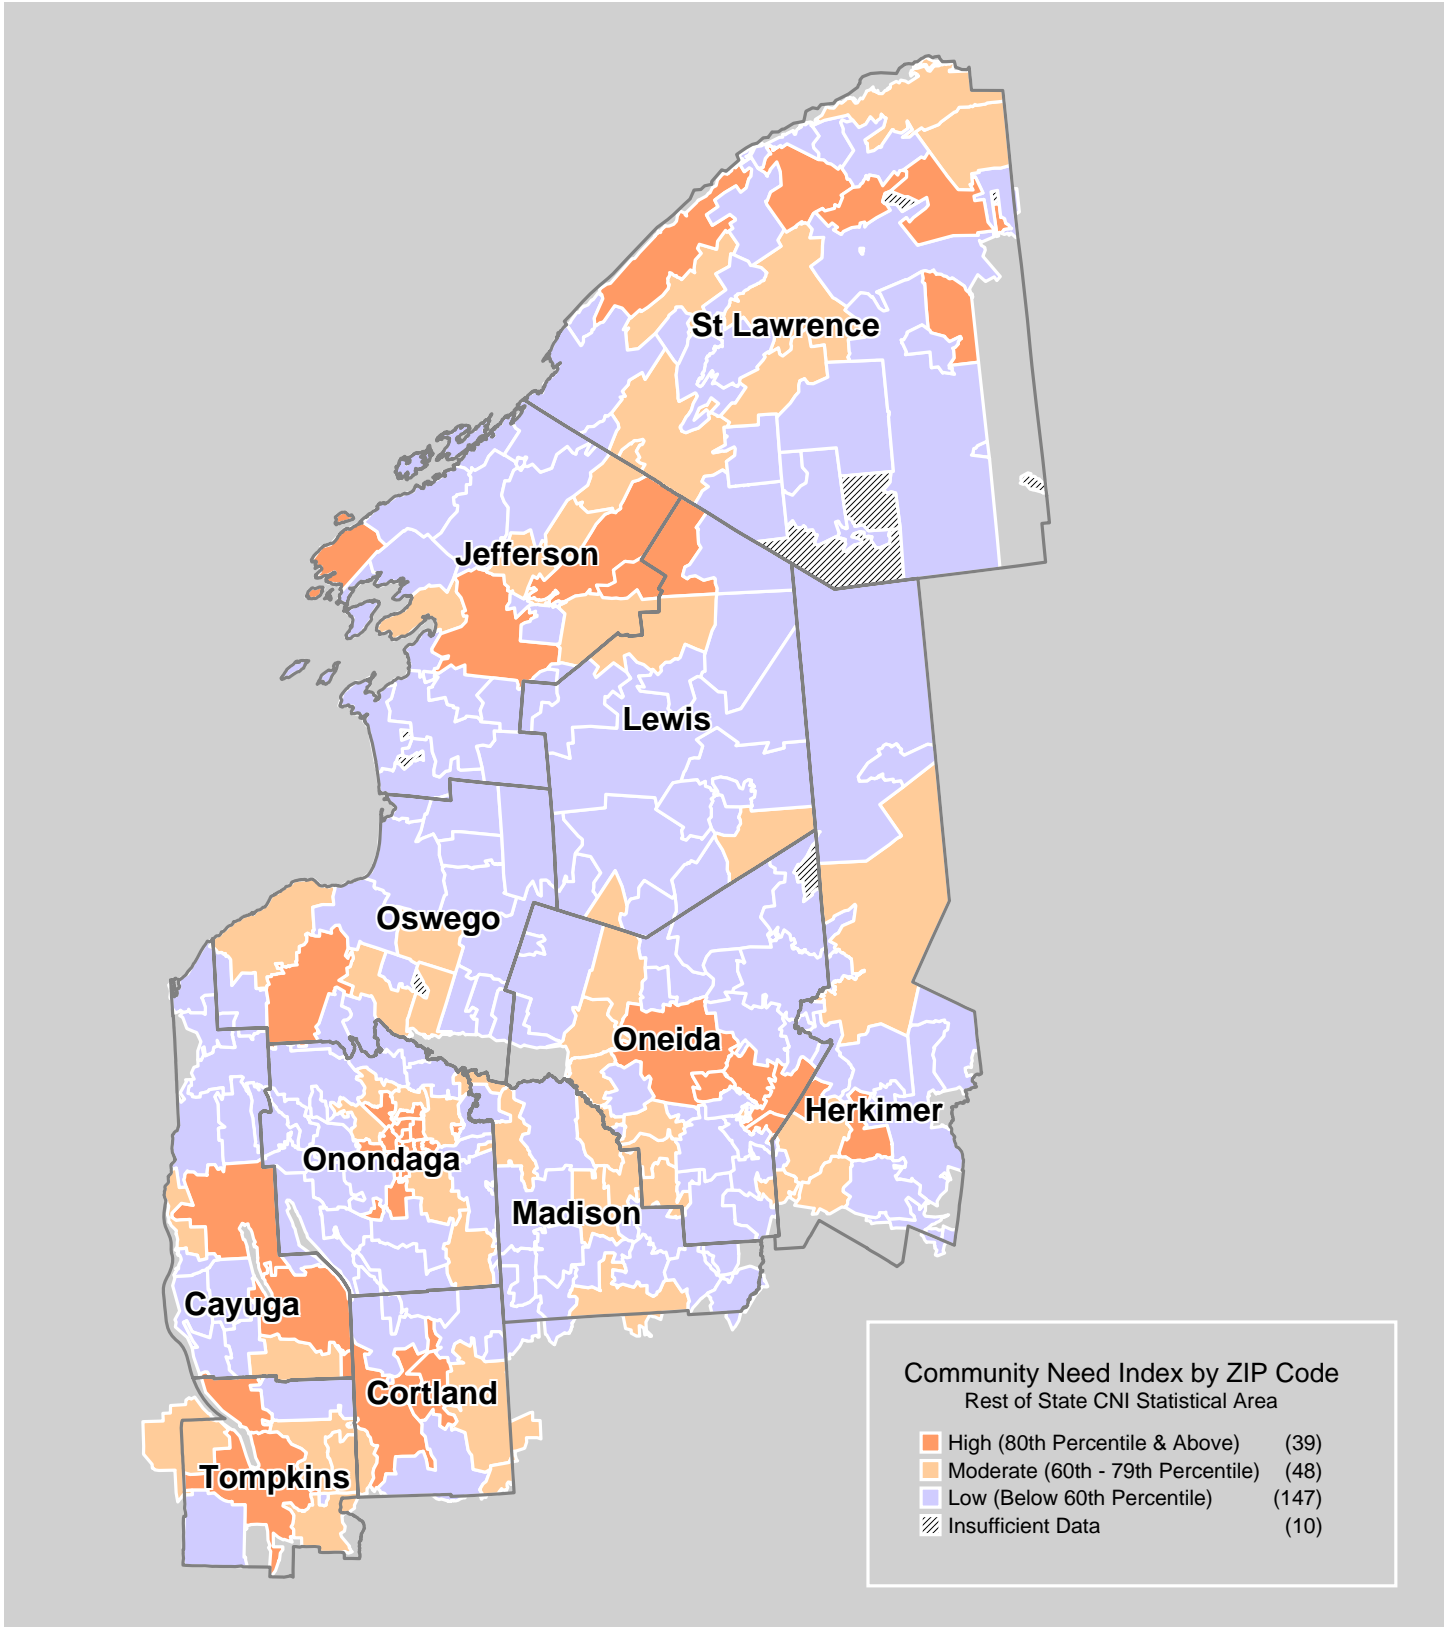 St Lawrence
Jefferson
Lewis
Oswego
Oneida
Herkimer
Onondaga
Madison
Cayuga
Cortland
Tompkins
Community Need Index by ZIP Code
Rest of State CNI Statistical Area
High (80th Percentile & Above) (39)
Moderate (60th - 79th Percentile) (48)
Low (Below 60th Percentile) (147)
Insufficient Data (10)